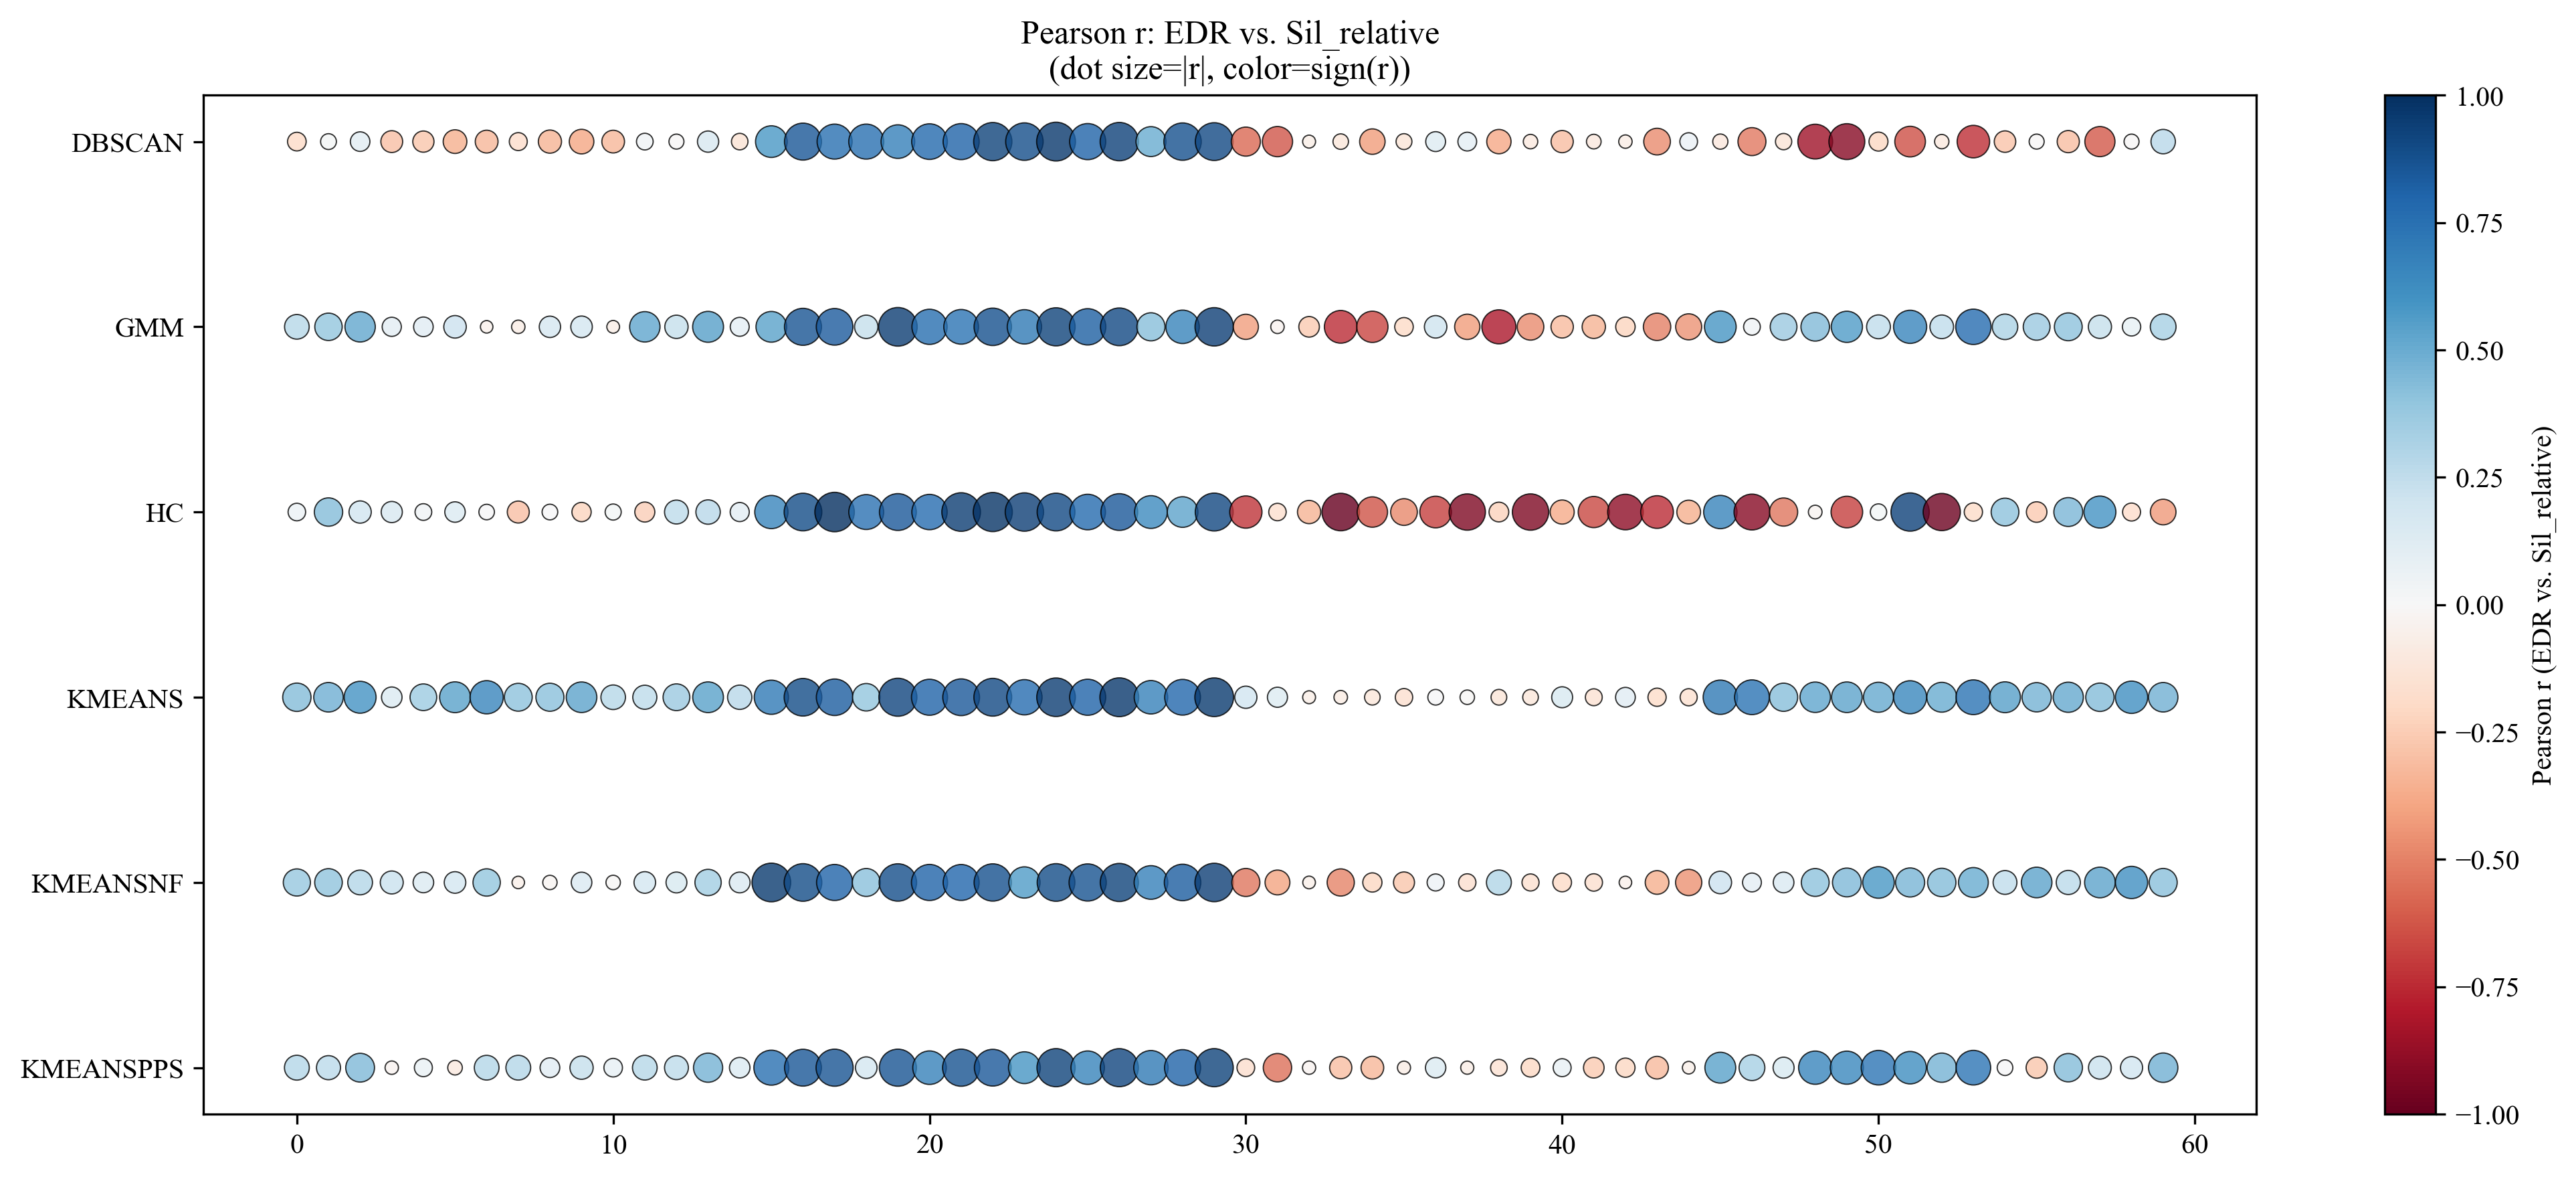 Pearson r: EDR vs. Sil_relative
(dot size=|r|, color=sign(r))
DBSCAN
GMM
HC
KMEANS
KMEANSNF
KMEANSPPS
0
10
20
30
40
50
60
1.00
0.75
0.50
0.25
0.00
−0.25
−0.50
−0.75
−1.00
Pearson r (EDR vs. Sil_relative)